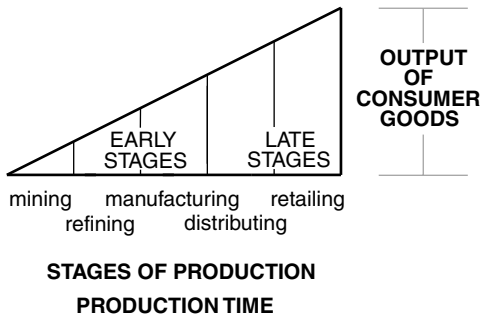 OUTPUT
OF
CONSUMER
GOODS
EARLY
STAGES
LATE
STAGES
mining
manufacturing
retailing
refining
distributing
STAGES OF PRODUCTION
PRODUCTION TIME